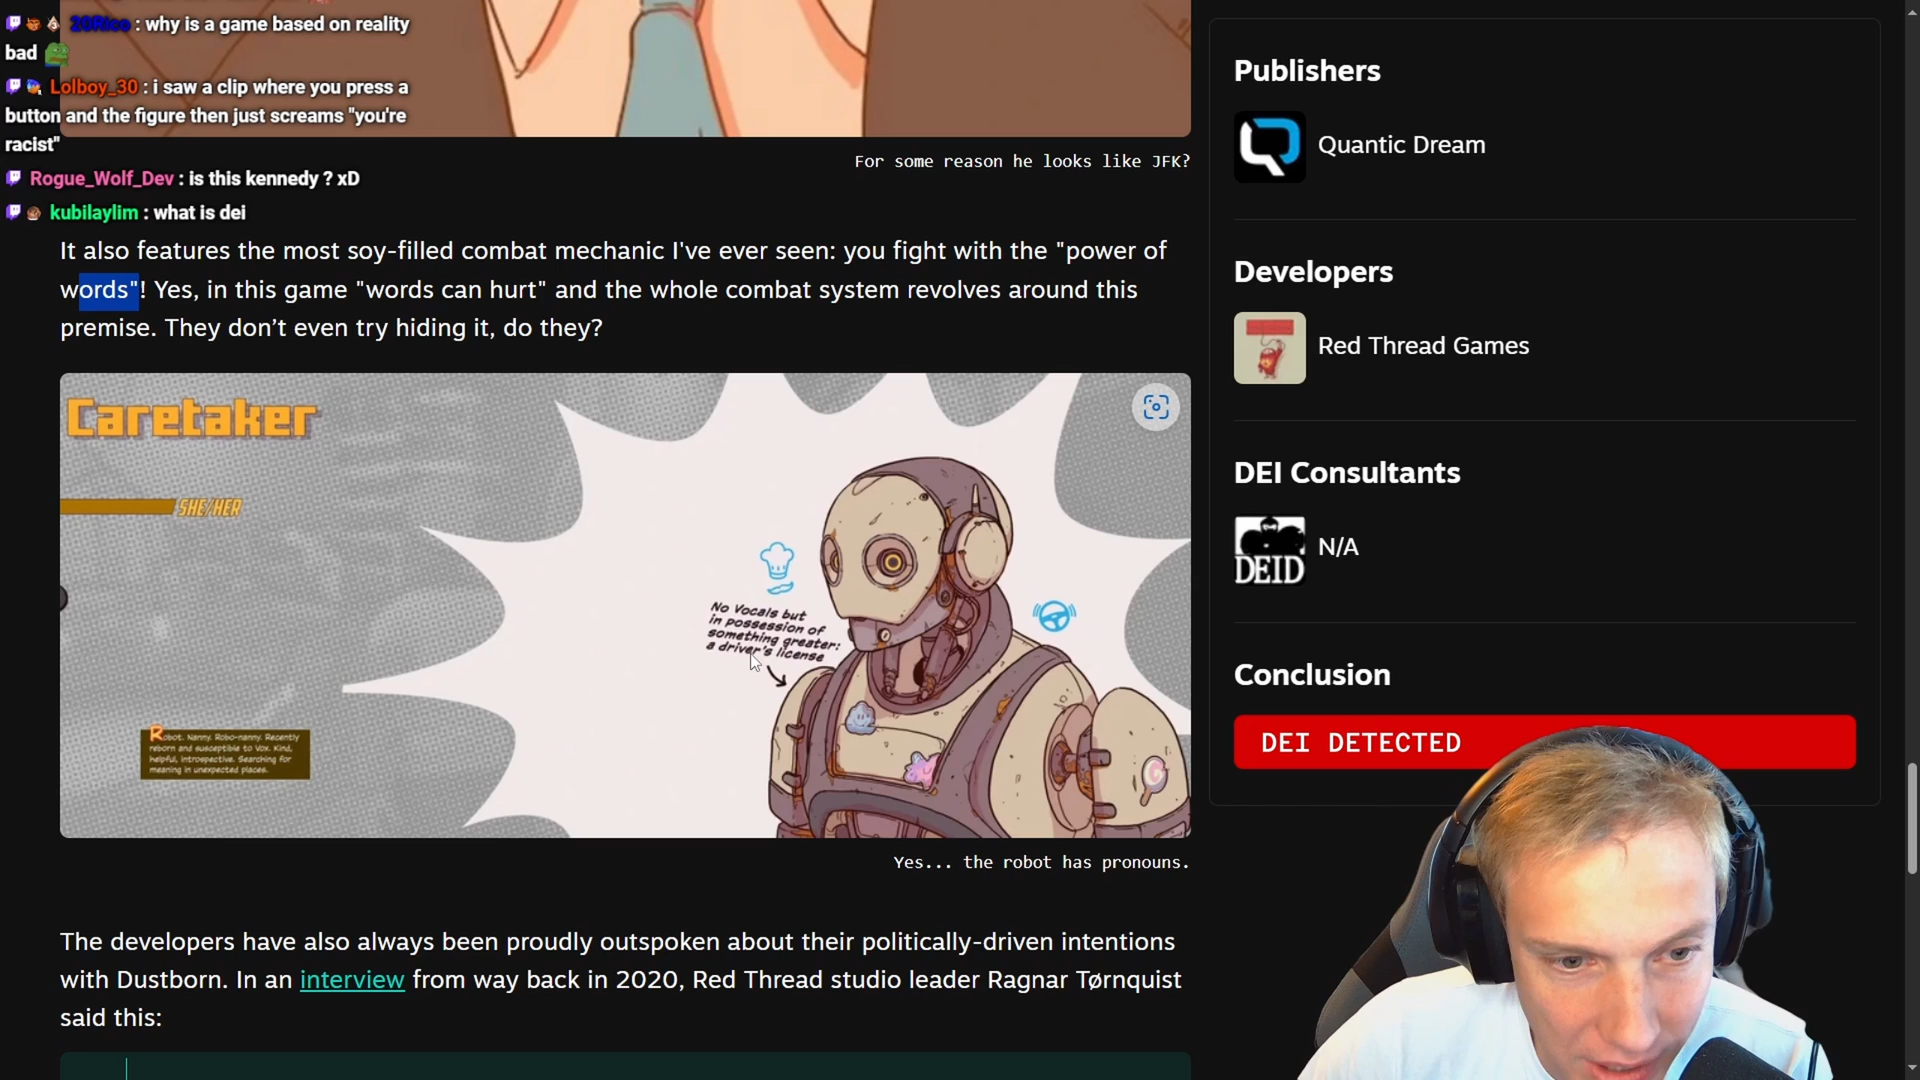 20Rico : why is a game based on reality
bad
Lolboy_30 : i saw a clip where you press a
button and the figure then just screams "you're
racist"
Rogue_Wolf_Dev : is this kennedy ? xD
kubilaylim : what is dei
For some reason he looks like JFK?
It also features the most soy-filled combat mechanic I've ever seen: you fight with the "power of
words"! Yes, in this game "words can hurt" and the whole combat system revolves around this
premise. They don’t even try hiding it, do they?
Caretaker
SHE/HER
No Vocals but
in possession of
something greater:
a driver's license
Robot. Nanny. Robo-nanny. Recently
reborn and susceptible to Vox. Kind,
helpful, introspective. Searching for
meaning in unexpected places.
Yes... the robot has pronouns.
The developers have also always been proudly outspoken about their politically-driven intentions
with Dustborn. In an interview from way back in 2020, Red Thread studio leader Ragnar Tørnquist
said this:
Publishers
Quantic Dream
Developers
Red Thread Games
DEI Consultants
DEID
N/A
Conclusion
DEI DETECTED